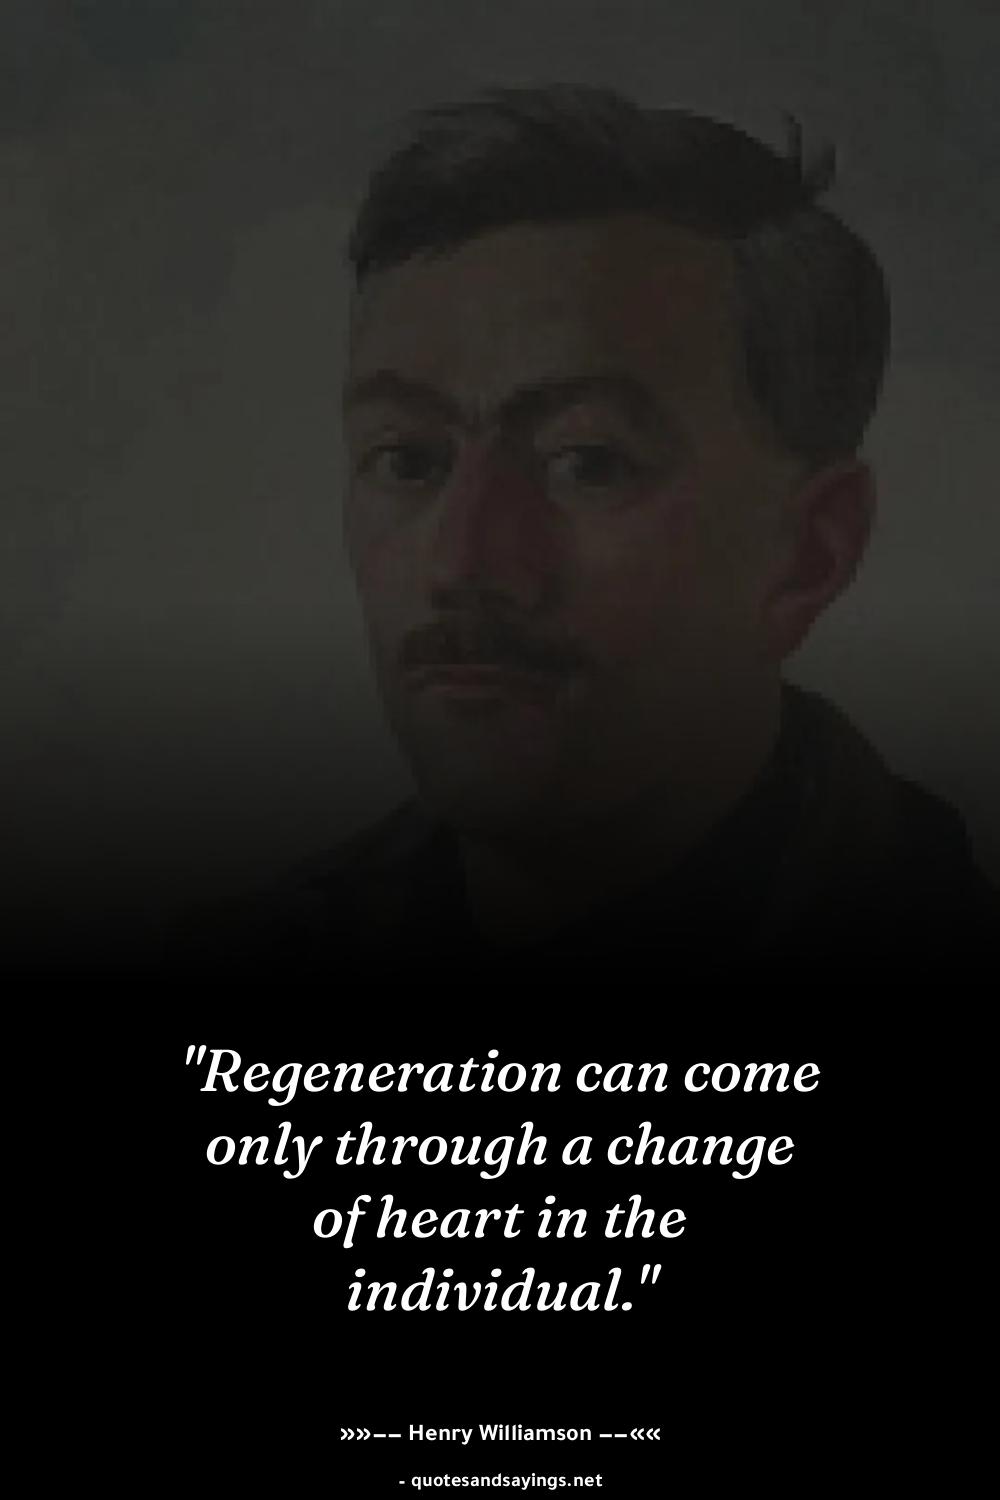 "Regeneration can come
only through a change
of heart in the
individual."
»»−− Henry Williamson −−««
- quotesandsayings.net